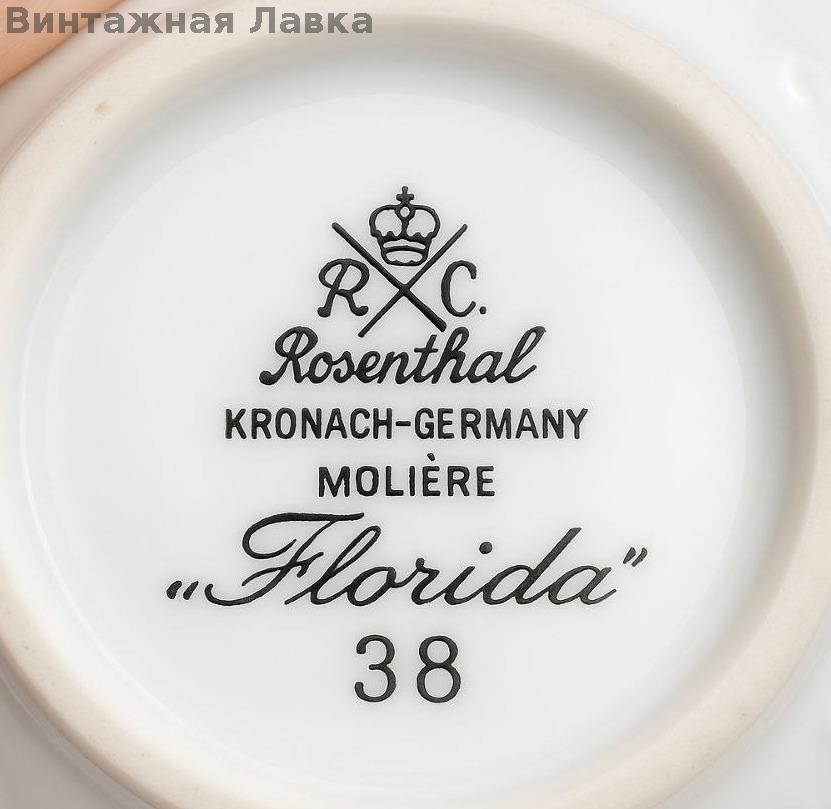 Винтажная Лавка
R C.
Rosenthal
KRONACH-GERMANY
MOLIÈRE
„Florida”
38